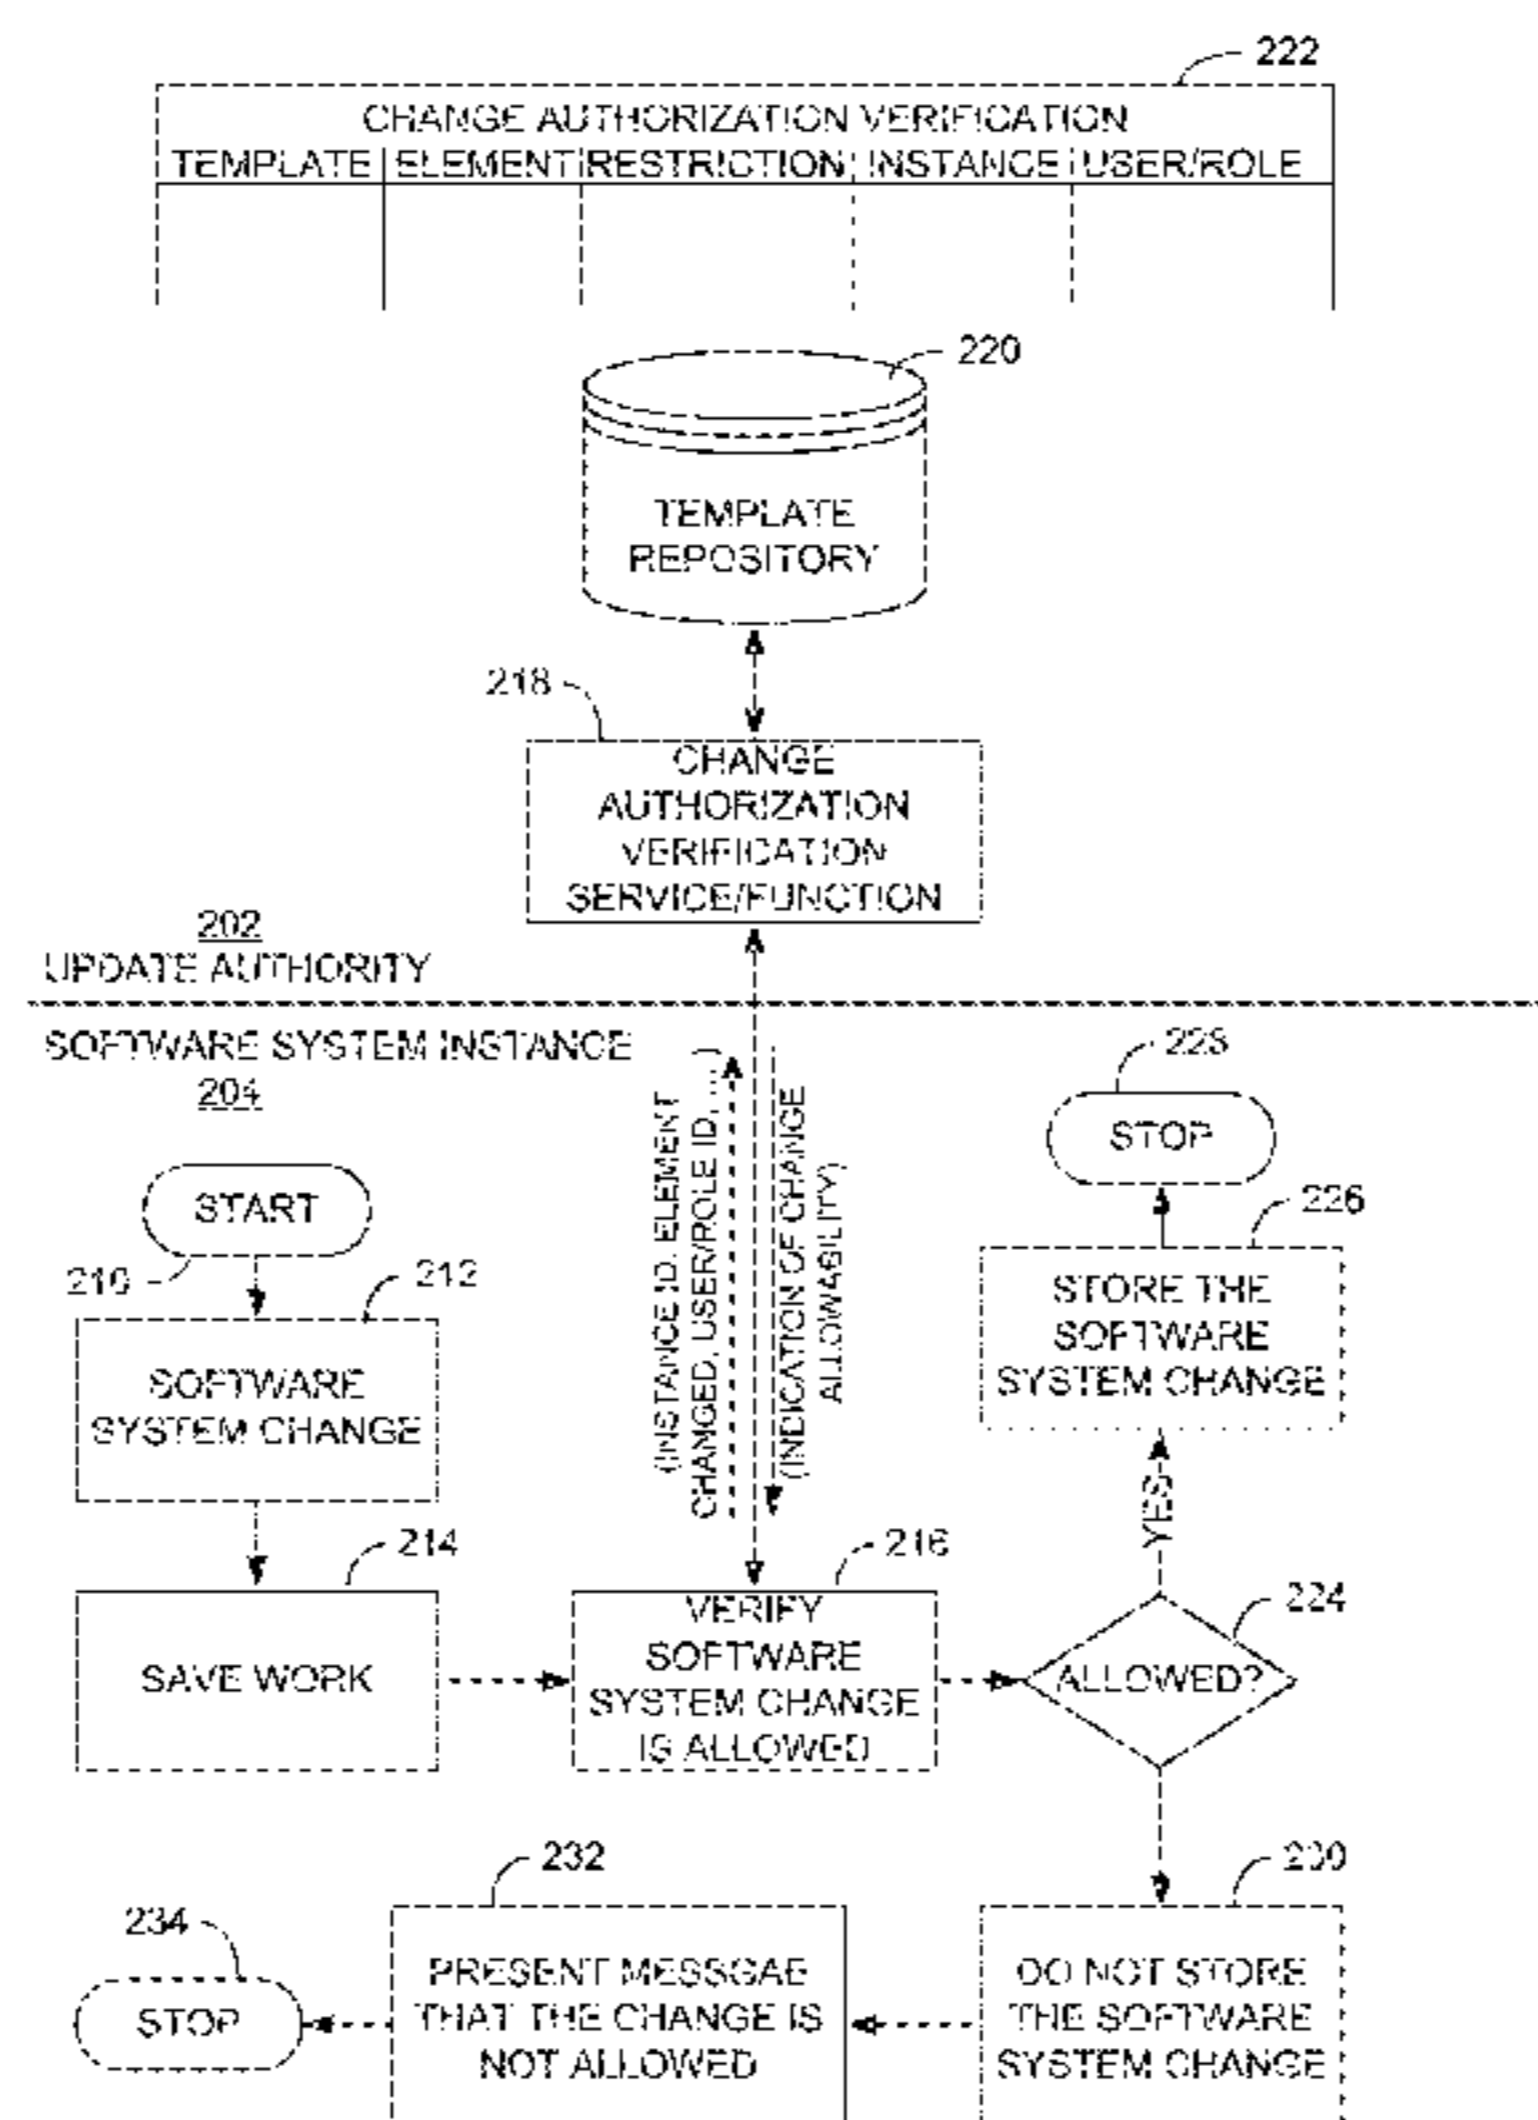 222
CHANGE AUTHORIZATION VERIFICATION
TEMPLATE ELEMENT RESTRICTION INSTANCE USER/ROLE
220
TEMPLATE
REPOSITORY
218
CHANGE
AUTHORIZATION
VERIFICATION
SERVICE/FUNCTION
202
UPDATE AUTHORITY
SOFTWARE SYSTEM INSTANCE
204
(INSTANCE ID, ELEMENT
CHANGED, USER/ROLE ID, ...)
(INDICATION OF CHANGE
ALLOWABILITY)
228
STOP
START
210
212
226
STORE THE
SOFTWARE
SYSTEM CHANGE
SOFTWARE
SYSTEM CHANGE
YES
214
216
224
SAVE WORK
VERIFY
SOFTWARE
SYSTEM CHANGE
IS ALLOWED
ALLOWED?
232
230
234
STOP
PRESENT MESSGAE
THAT THE CHANGE IS
NOT ALLOWED
DO NOT STORE
THE SOFTWARE
SYSTEM CHANGE